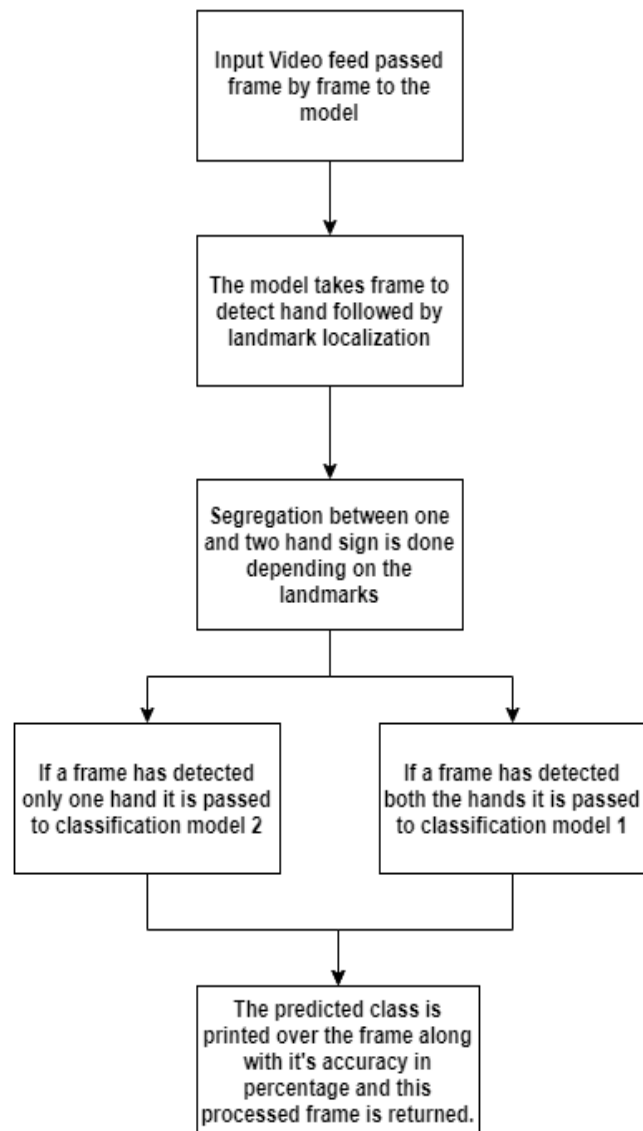 Input Video feed passed
frame by frame to the
model
The model takes frame to
detect hand followed by
landmark localization
Segregation between one
and two hand sign is done
depending on the
landmarks
If a frame has detected
only one hand it is passed
to classification model 2
If a frame has detected
both the hands it is passed
to classification model 1
The predicted class is
printed over the frame along
with it's accuracy in
percentage and this
processed frame is returned.